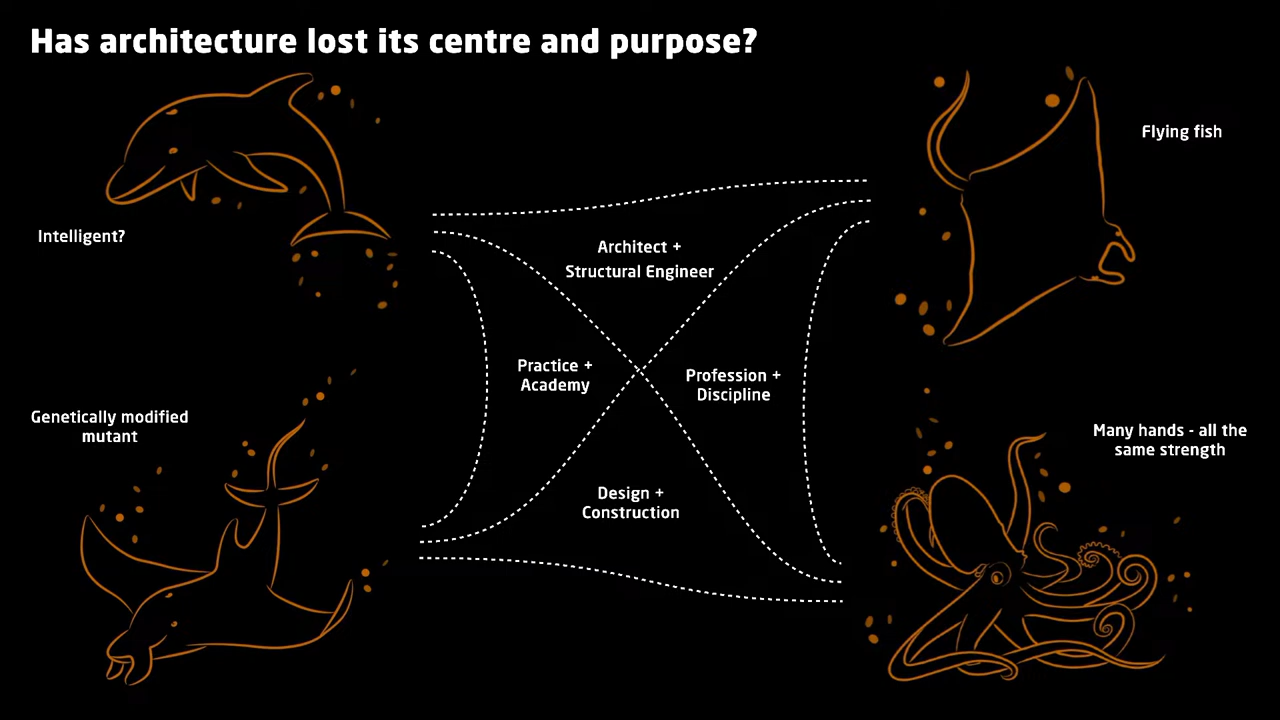 Has architecture lost its centre and purpose?
Flying fish
Intelligent?
Architect +
Structural Engineer
Practice +
Academy
Profession +
Discipline
Genetically modified
mutant
Many hands - all the
same strength
Design +
Construction